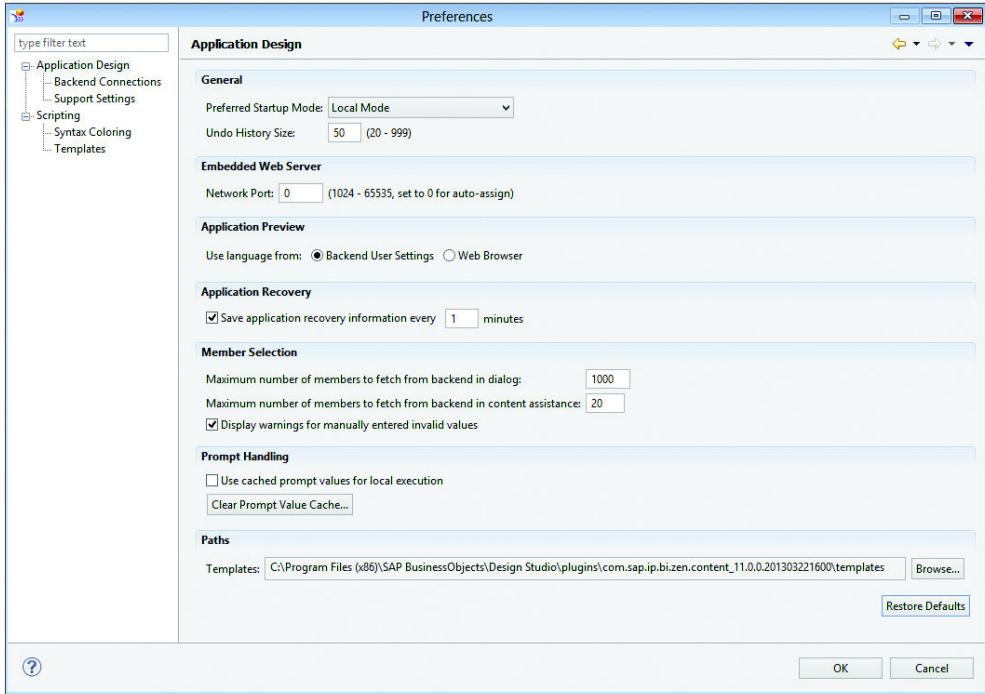 Preferences
type filter text
Application Design
Backend Connections
Support Settings
Scripting
Syntax Coloring
Templates
Application Design
General
Preferred Startup Mode: Local Mode
Undo History Size: 50 (20 - 999)
Embedded Web Server
Network Port: 0 (1024 - 65535, set to 0 for auto-assign)
Application Preview
Use language from: Backend User Settings Web Browser
Application Recovery
Save application recovery information every 1 minutes
Member Selection
Maximum number of members to fetch from backend in dialog: 1000
Maximum number of members to fetch from backend in content assistance: 20
Display warnings for manually entered invalid values
Prompt Handling
Use cached prompt values for local execution
Clear Prompt Value Cache...
Paths
Templates: C:\Program Files (x86)\SAP BusinessObjects\Design Studio\plugins\com.sap.ip.bi.zen.content_11.0.0.201303221600\templates Browse...
Restore Defaults
? OK Cancel